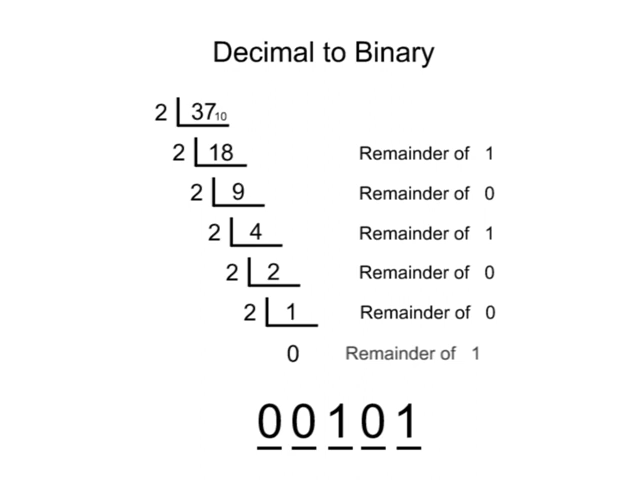 Decimal to Binary
2 37₁₀
2 18 Remainder of 1
2 9 Remainder of 0
2 4 Remainder of 1
2 2 Remainder of 0
2 1 Remainder of 0
0 Remainder of 1
0 0 1 0 1